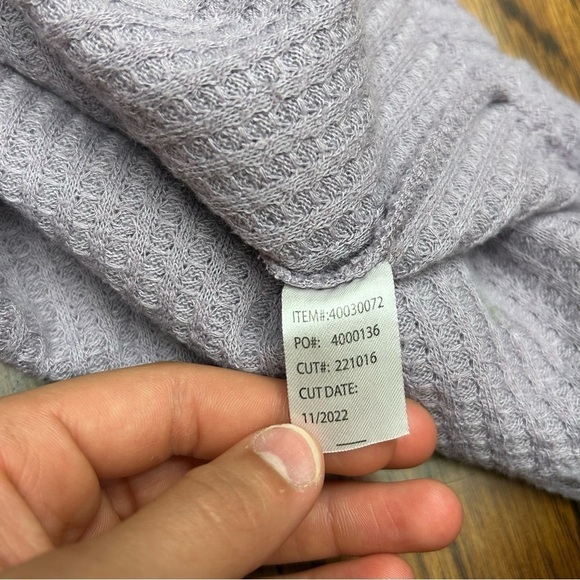 ITEM#:40030072
PO#: 4000136
CUT#: 221016
CUT DATE:
11/2022